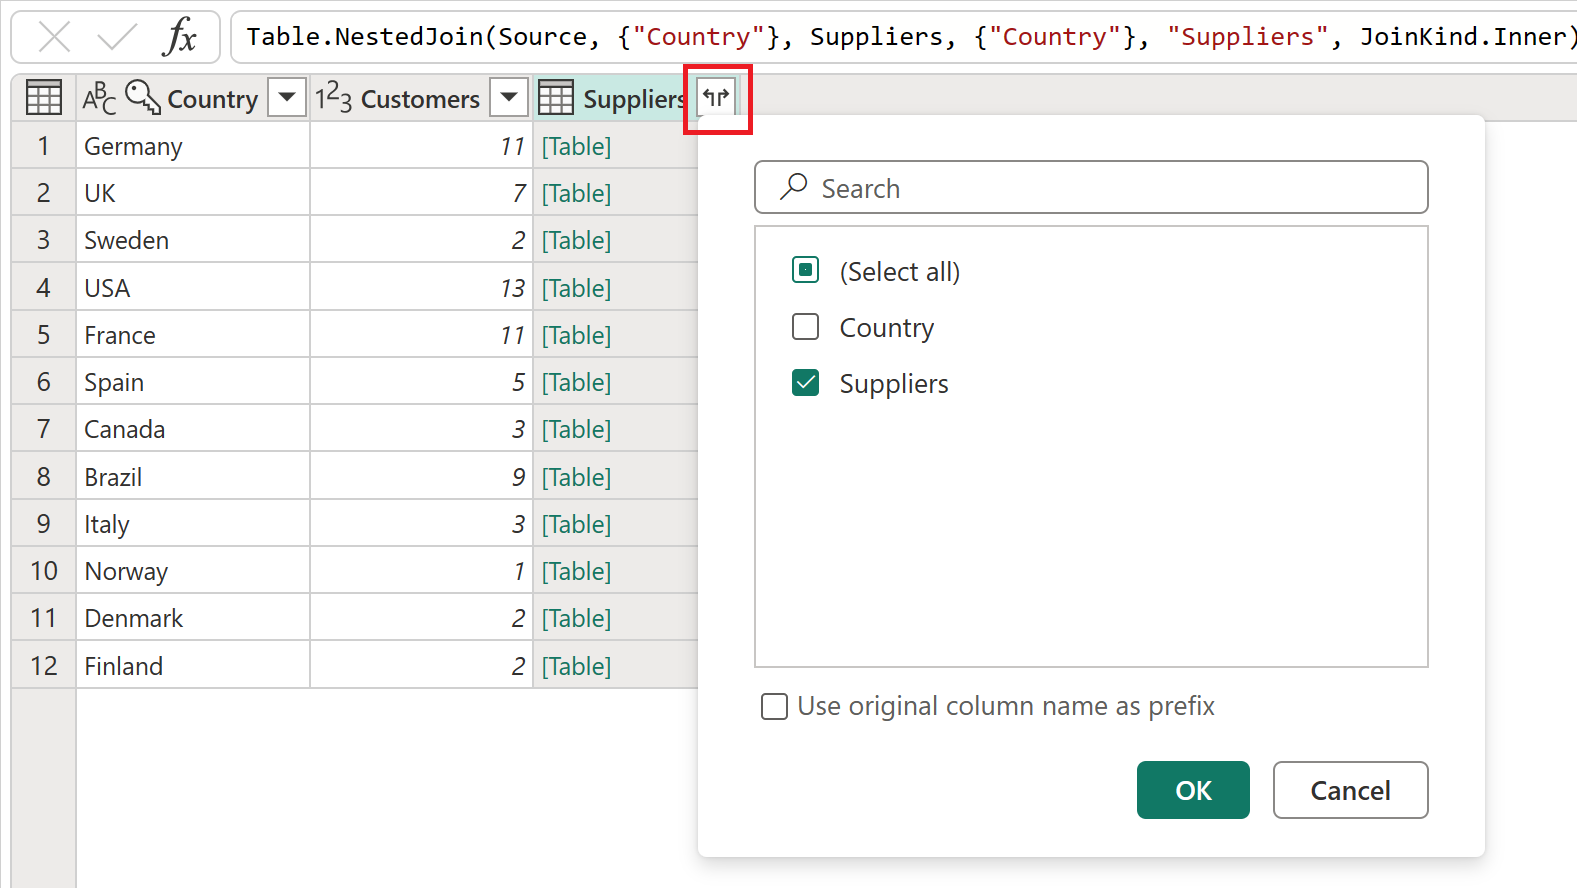 fx Table.NestedJoin(Source, {"Country"}, Suppliers, {"Country"}, "Suppliers", JoinKind.Inner)
ABC Country 123 Customers Suppliers
1 Germany 11 [Table]
2 UK 7 [Table]
3 Sweden 2 [Table]
4 USA 13 [Table]
5 France 11 [Table]
6 Spain 5 [Table]
7 Canada 3 [Table]
8 Brazil 9 [Table]
9 Italy 3 [Table]
10 Norway 1 [Table]
11 Denmark 2 [Table]
12 Finland 2 [Table]
Search
(Select all)
Country
Suppliers
Use original column name as prefix
OK Cancel